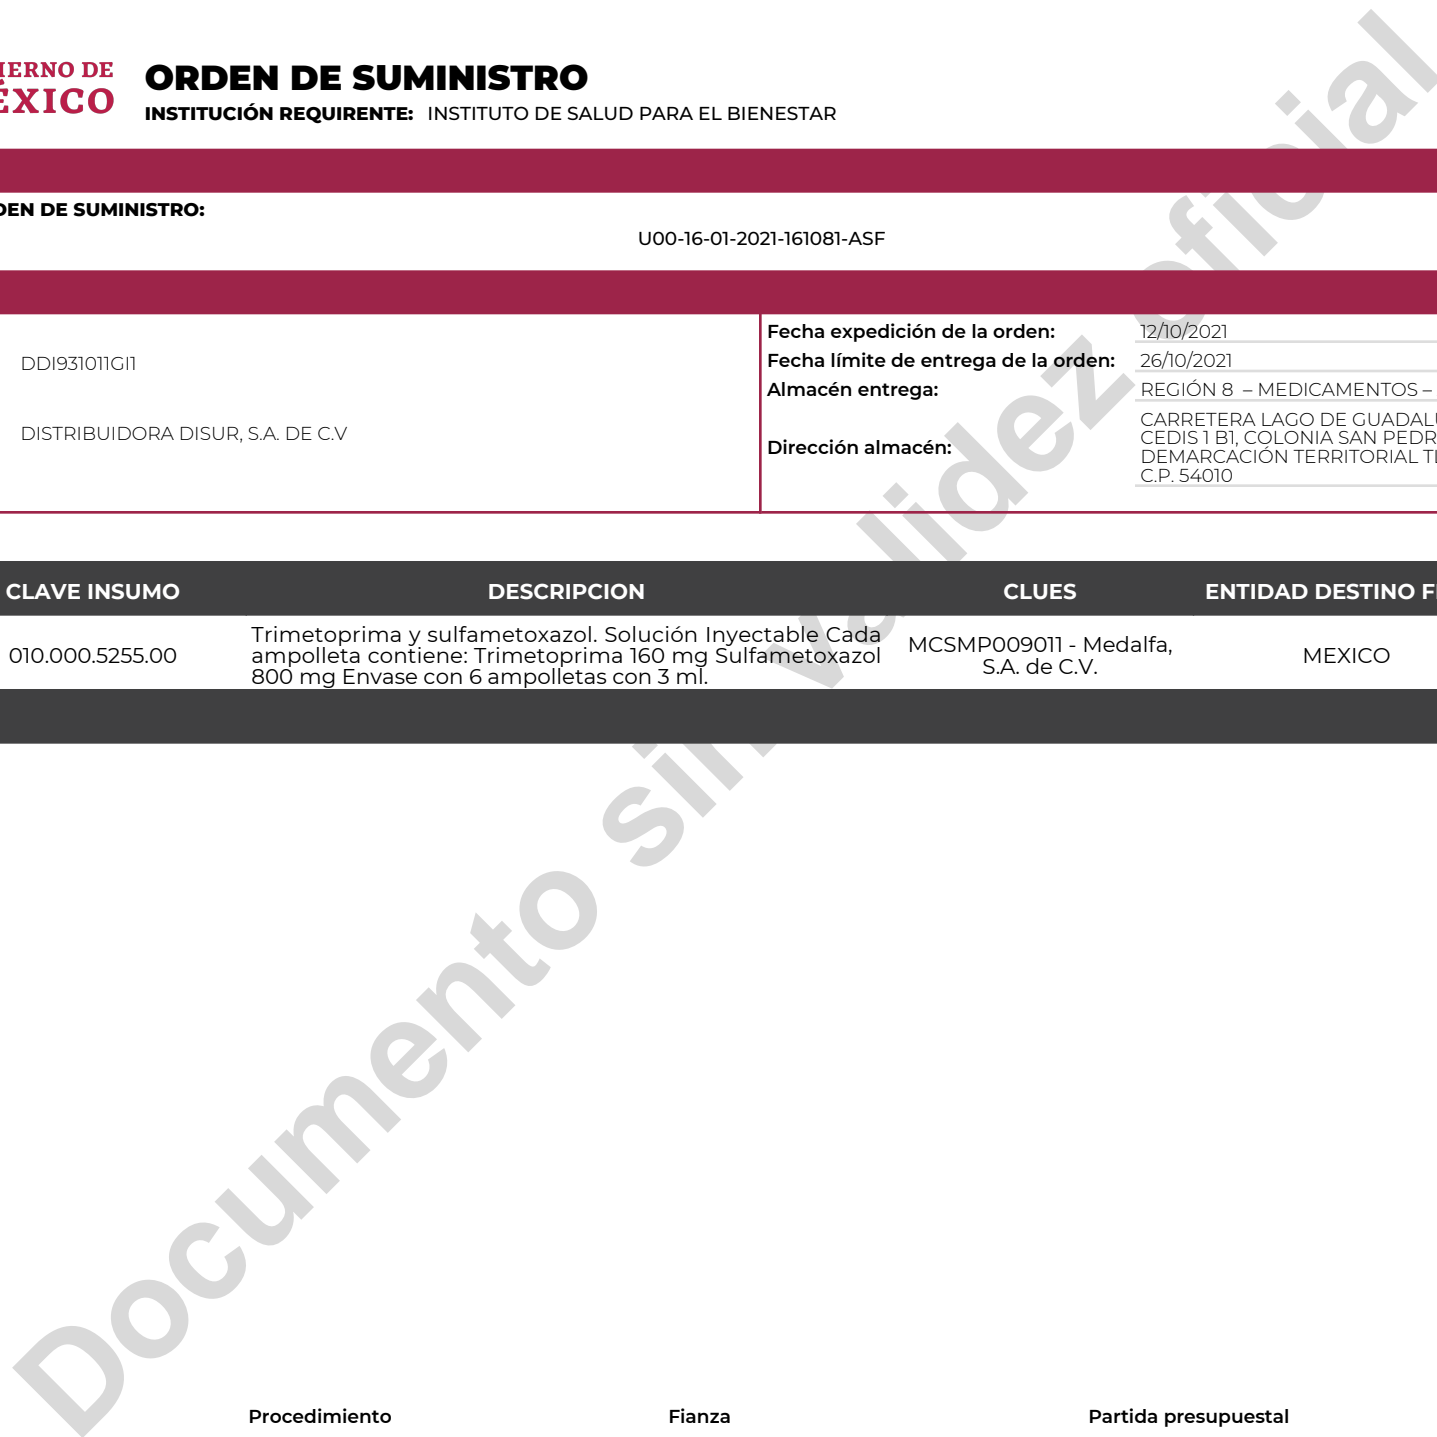 IERNO DE
ÉXICO
ORDEN DE SUMINISTRO
INSTITUCIÓN REQUIRENTE: INSTITUTO DE SALUD PARA EL BIENESTAR
DEN DE SUMINISTRO:
U00-16-01-2021-161081-ASF
DDI931011GI1
DISTRIBUIDORA DISUR, S.A. DE C.V
Fecha expedición de la orden: 12/10/2021
Fecha límite de entrega de la orden: 26/10/2021
Almacén entrega: REGIÓN 8 – MEDICAMENTOS –
Dirección almacén:
CARRETERA LAGO DE GUADALU
CEDIS 1 B1, COLONIA SAN PEDR
DEMARCACIÓN TERRITORIAL TL
C.P. 54010
CLAVE INSUMO DESCRIPCION CLUES ENTIDAD DESTINO F
010.000.5255.00
Trimetoprima y sulfametoxazol. Solución Inyectable Cada
ampolleta contiene: Trimetoprima 160 mg Sulfametoxazol
800 mg Envase con 6 ampolletas con 3 ml.
MCSMP009011 - Medalfa,
S.A. de C.V.
MEXICO
Documento sin validez oficial
Procedimiento Fianza Partida presupuestal